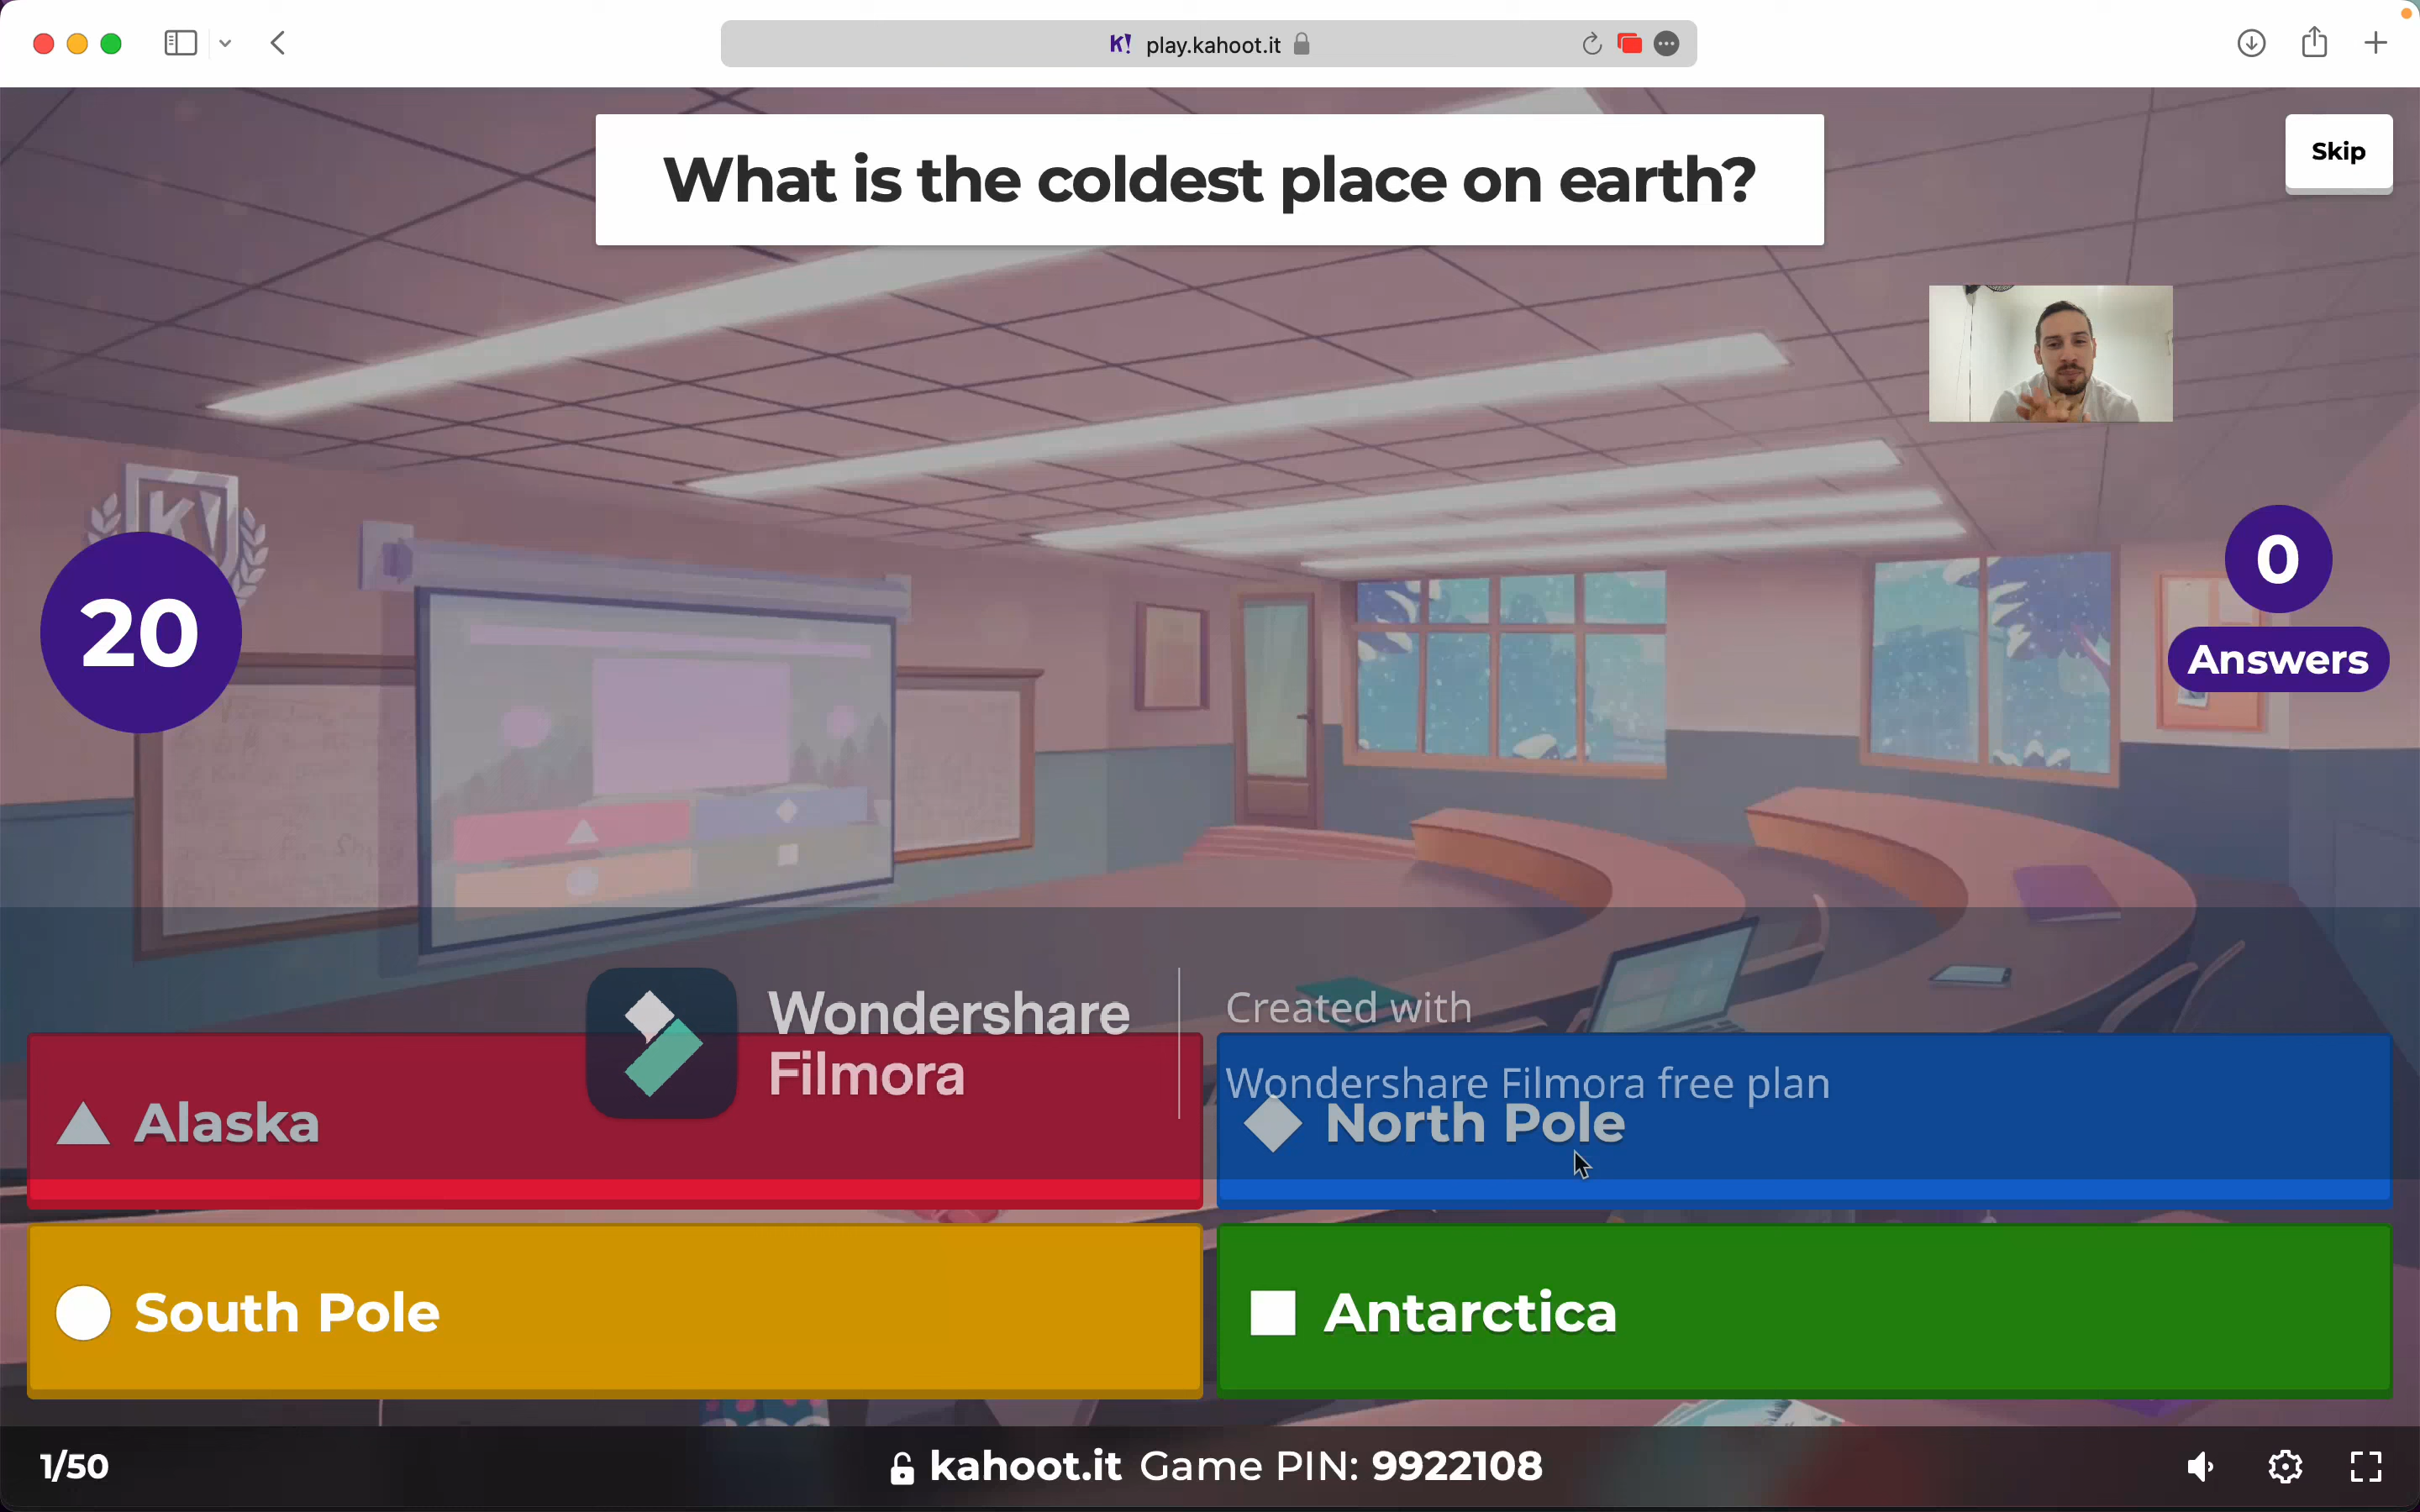 K! play.kahoot.it
What is the coldest place on earth?
Skip
20
0
Answers
Wondershare
Filmora
Created with
Wondershare Filmora free plan
Alaska
North Pole
South Pole
Antarctica
1/50
kahoot.it Game PIN: 9922108